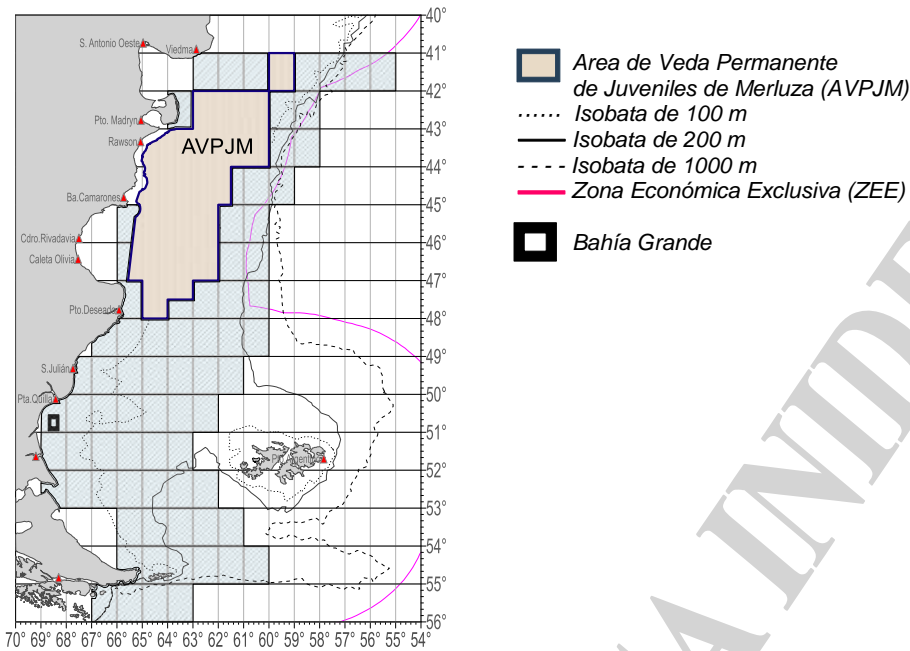 40°
S. Antonio Oeste
Viedma
41°
42°
Pto. Madryn
43°
Rawson
AVPJM
44°
Ba.Camarones
45°
Cdro.Rivadavia
46°
Caleta Olivia
47°
Pto.Deseado
48°
49°
S.Julián
50°
Pta.Quilla
51°
52°
53°
54°
55°
56°
70° 69° 68° 67° 66° 65° 64° 63° 62° 61° 60° 59° 58° 57° 56° 55° 54°
Area de Veda Permanente
de Juveniles de Merluza (AVPJM)
Isobata de 100 m
Isobata de 200 m
Isobata de 1000 m
Zona Económica Exclusiva (ZEE)
Bahía Grande